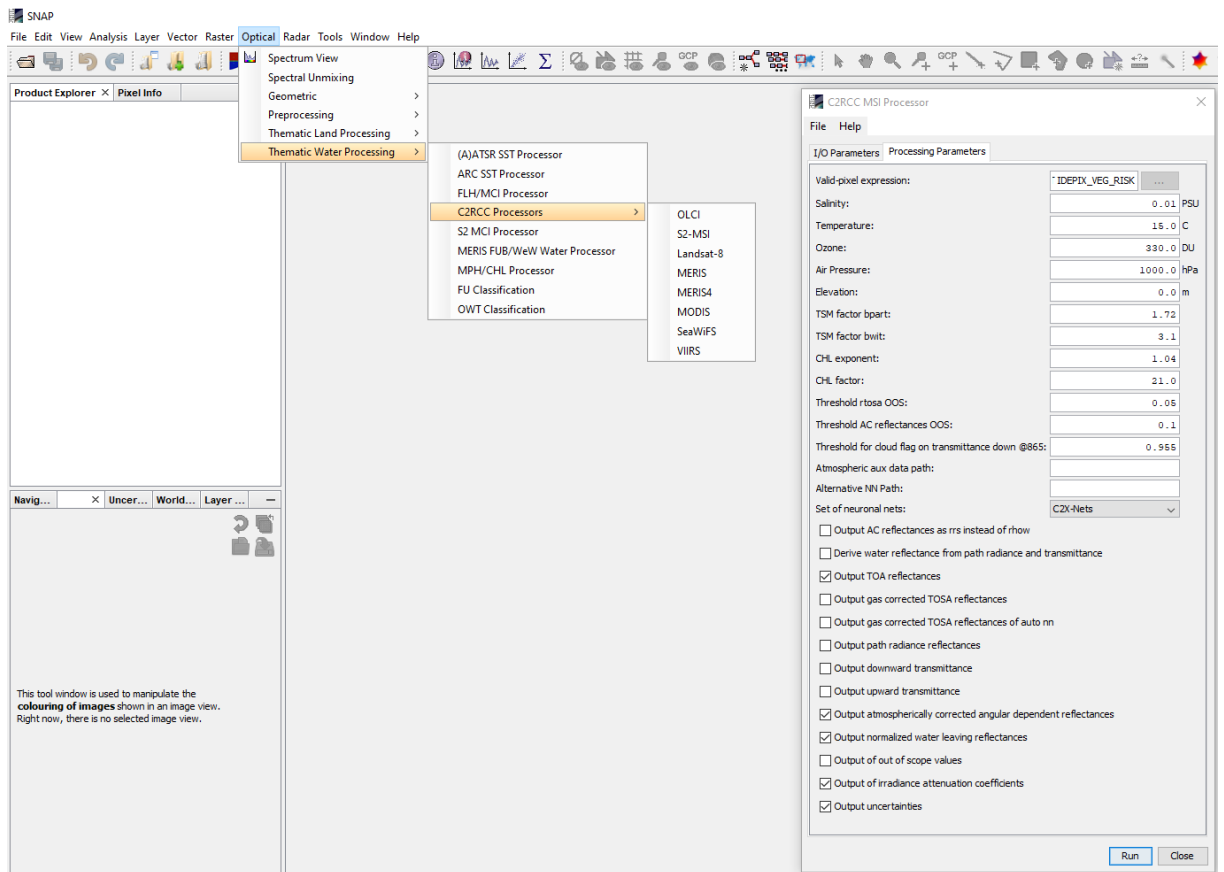 SNAP
File Edit View Analysis Layer Vector Raster Optical Radar Tools Window Help
GCP
GCP
Product Explorer × Pixel Info
Spectrum View
Spectral Unmixing
Geometric >
Preprocessing >
Thematic Land Processing >
Thematic Water Processing >
(A)ATSR SST Processor
ARC SST Processor
FLH/MCI Processor
C2RCC Processors >
S2 MCI Processor
MERIS FUB/WeW Water Processor
MPH/CHL Processor
FU Classification
OWT Classification
OLCI
S2-MSI
Landsat-8
MERIS
MERIS4
MODIS
SeaWiFS
VIIRS
Navig... × Uncer... World... Layer ... —
This tool window is used to manipulate the
colouring of images shown in an image view.
Right now, there is no selected image view.
C2RCC MSI Processor ×
File Help
I/O Parameters Processing Parameters
Valid-pixel expression: IDEPIX_VEG_RISK ...
Salinity: 0.01 PSU
Temperature: 15.0 C
Ozone: 330.0 DU
Air Pressure: 1000.0 hPa
Elevation: 0.0 m
TSM factor bpart: 1.72
TSM factor bwit: 3.1
CHL exponent: 1.04
CHL factor: 21.0
Threshold rtosa OOS: 0.05
Threshold AC reflectances OOS: 0.1
Threshold for cloud flag on transmittance down @865: 0.955
Atmospheric aux data path:
Alternative NN Path:
Set of neuronal nets: C2X-Nets
Output AC reflectances as rrs instead of rhow
Derive water reflectance from path radiance and transmittance
Output TOA reflectances
Output gas corrected TOSA reflectances
Output gas corrected TOSA reflectances of auto nn
Output path radiance reflectances
Output downward transmittance
Output upward transmittance
Output atmospherically corrected angular dependent reflectances
Output normalized water leaving reflectances
Output of out of scope values
Output of irradiance attenuation coefficients
Output uncertainties
Run Close